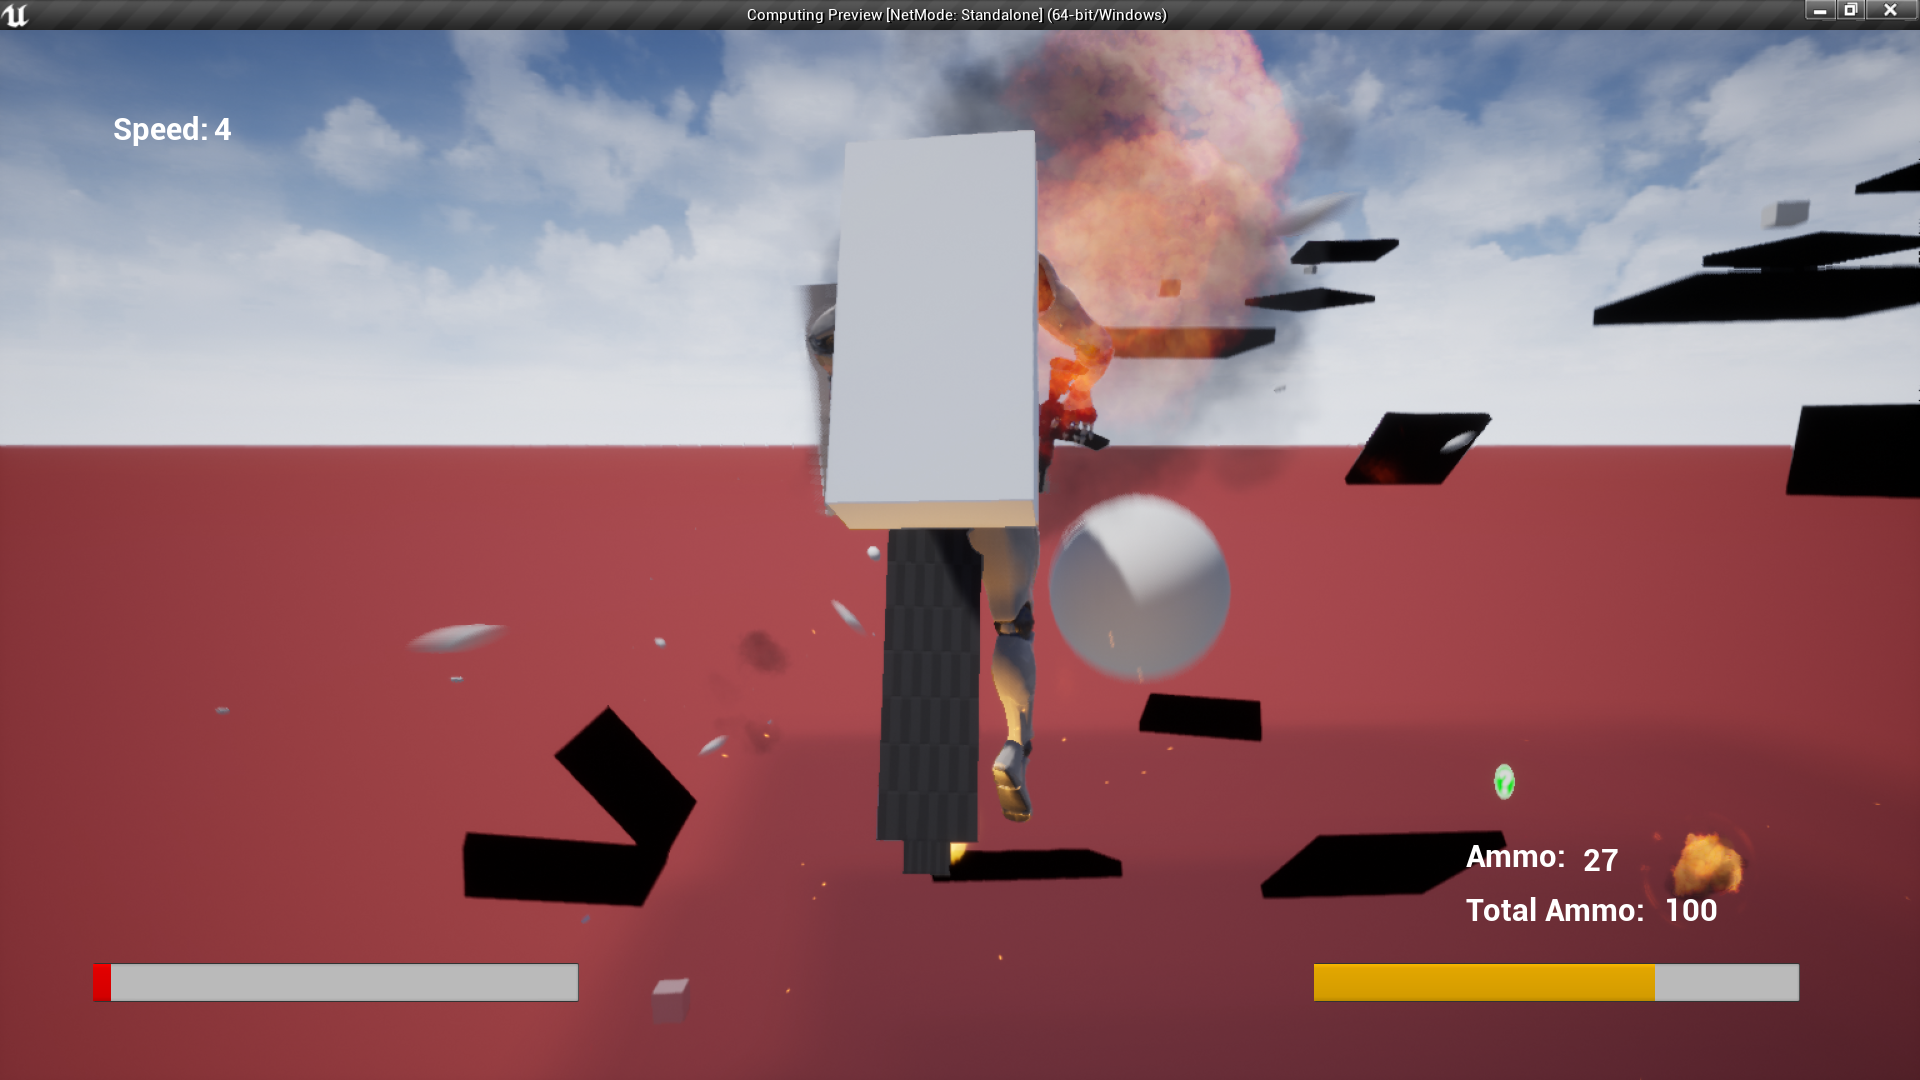 Computing Preview [NetMode: Standalone] (64-bit/Windows)
Speed: 4
Ammo: 27
Total Ammo: 100